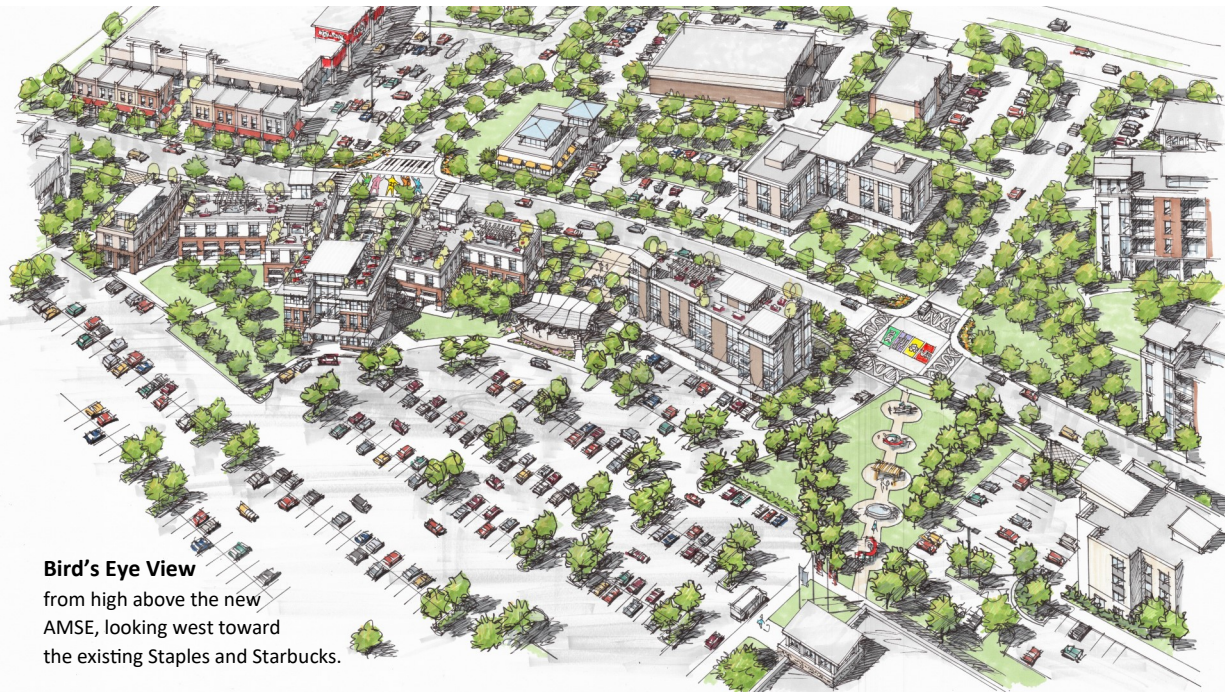 Bird's Eye View
from high above the new
AMSE, looking west toward
the existing Staples and Starbucks.